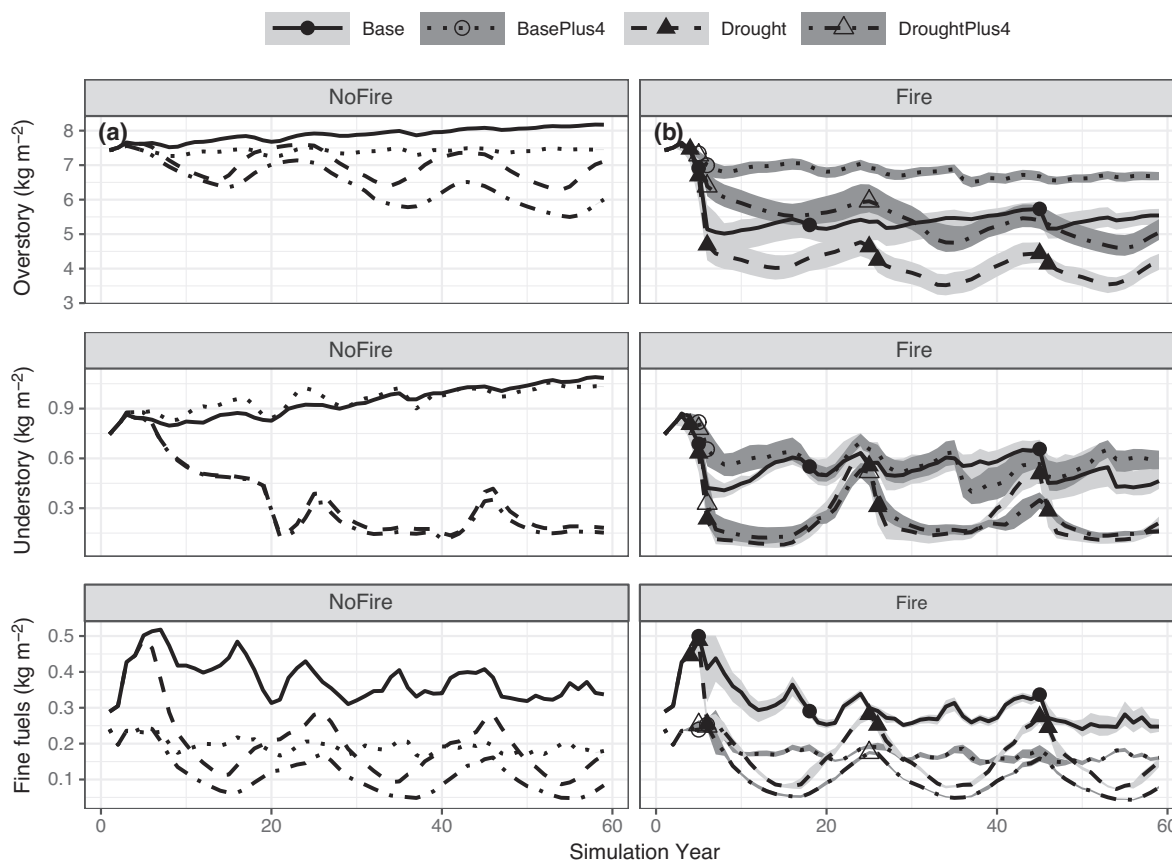 Base BasePlus4 Drought DroughtPlus4
NoFire Fire
(a) (b)
Overstory (kg m−2)
8
7
6
5
4
3
NoFire Fire
Understory (kg m−2)
0.9
0.6
0.3
NoFire Fire
Fine fuels (kg m−2)
0.5
0.4
0.3
0.2
0.1
0 20 40 60 0 20 40 60
Simulation Year